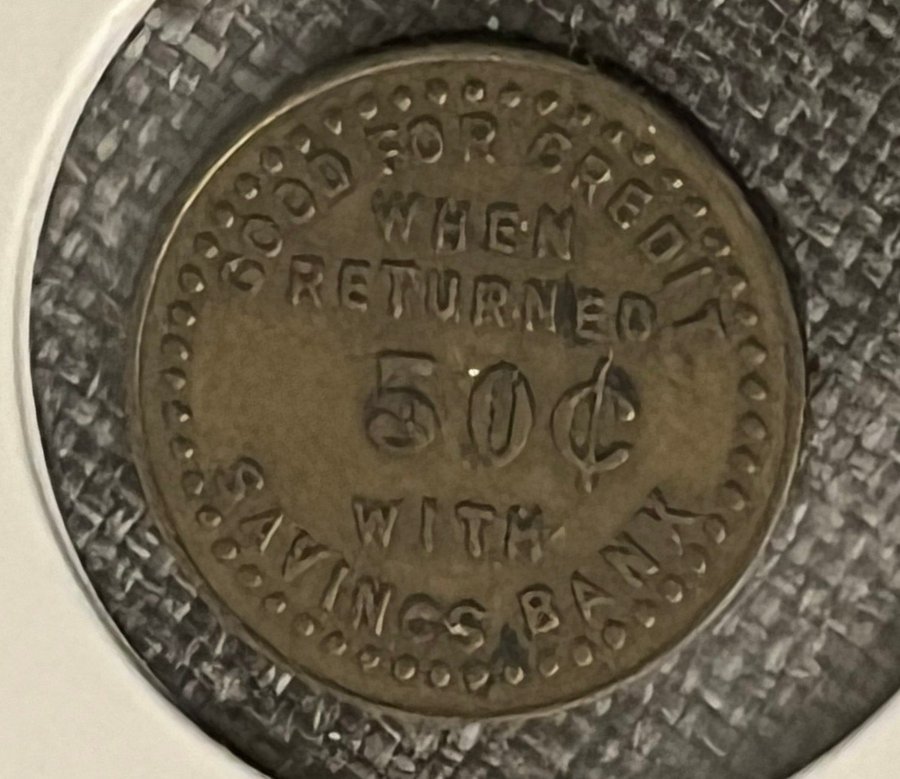 GOOD FOR CREDIT
WHEN
RETURNED
50¢
WITH
SAVINGS BANK